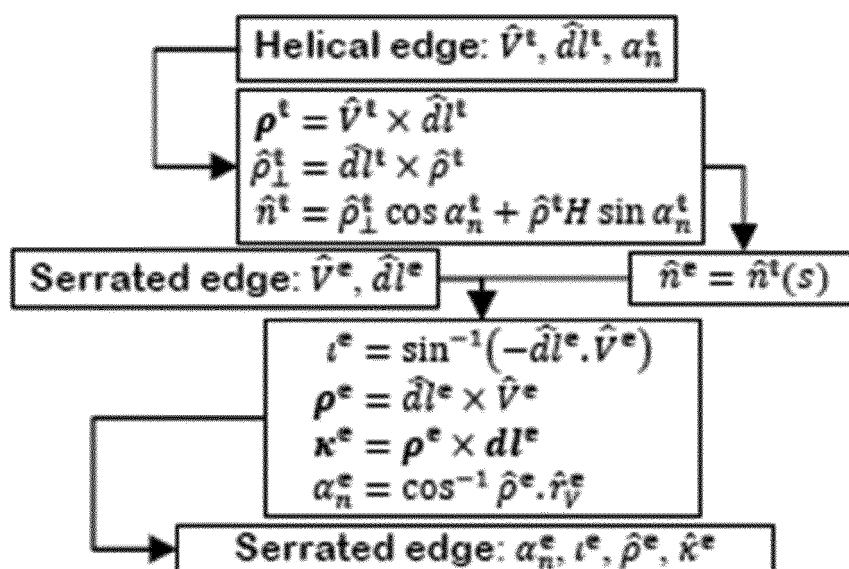 Helical edge: V̂ᵗ, d̂lᵗ, αₙᵗ
ρᵗ = V̂ᵗ × d̂lᵗ
ρ̂⊥ᵗ = d̂lᵗ × ρ̂ᵗ
n̂ᵗ = ρ̂⊥ᵗ cos αₙᵗ + ρ̂ᵗH sin αₙᵗ
Serrated edge: V̂ᵉ, d̂lᵉ
n̂ᵉ = n̂ᵗ(s)
ιᵉ = sin⁻¹(−d̂lᵉ.V̂ᵉ)
ρᵉ = d̂lᵉ × V̂ᵉ
κᵉ = ρᵉ × dlᵉ
αₙᵉ = cos⁻¹ ρ̂ᵉ.r̂ᵥᵉ
Serrated edge: αₙᵉ, ιᵉ, ρ̂ᵉ, κ̂ᵉ